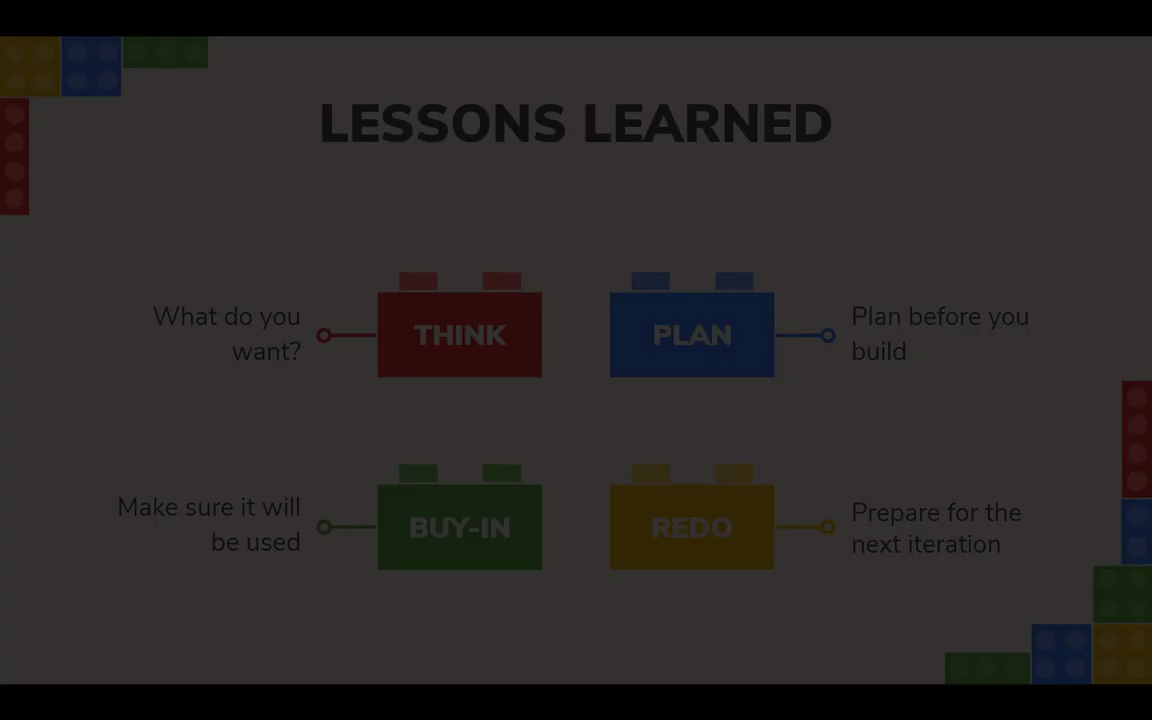 LESSONS LEARNED
What do you
want?
THINK
PLAN
Plan before you
build
Make sure it will
be used
BUY-IN
REDO
Prepare for the
next iteration